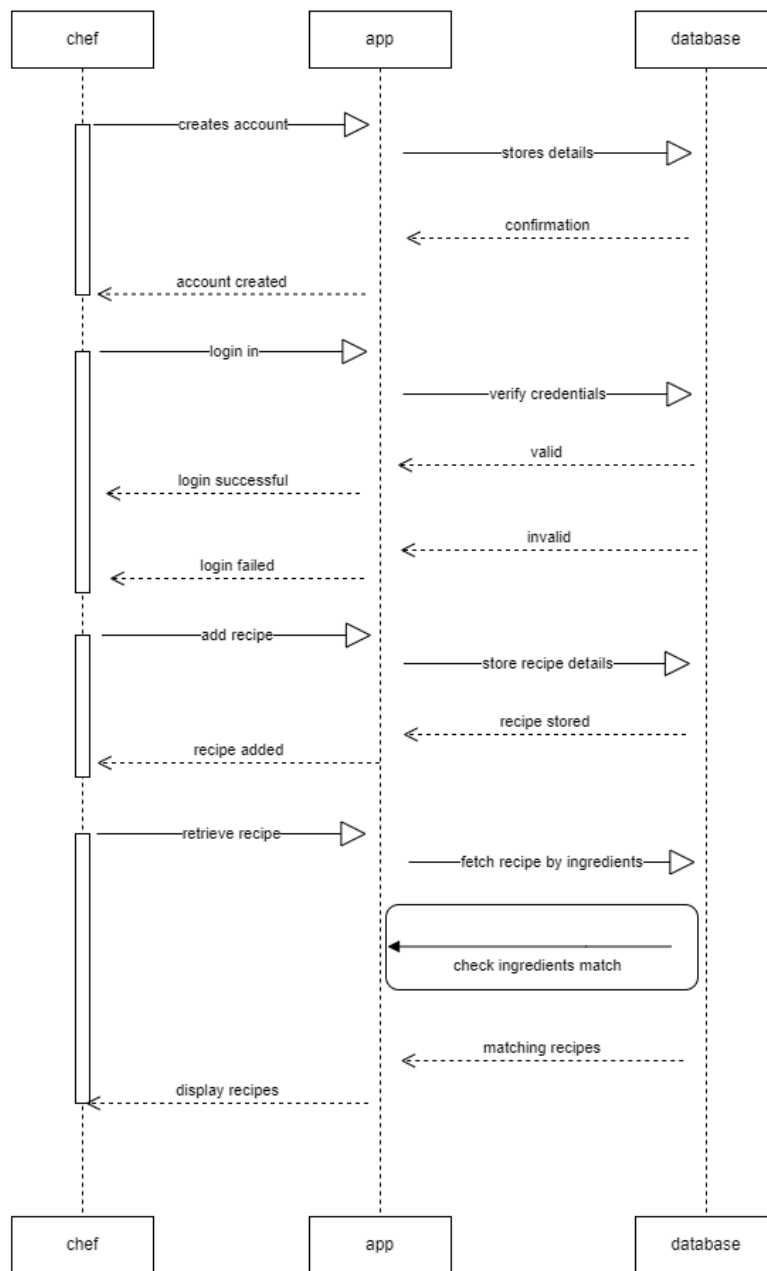 chef
app
database
creates account
stores details
confirmation
account created
login in
verify credentials
valid
login successful
invalid
login failed
add recipe
store recipe details
recipe stored
recipe added
retrieve recipe
fetch recipe by ingredients
check ingredients match
matching recipes
display recipes
chef
app
database